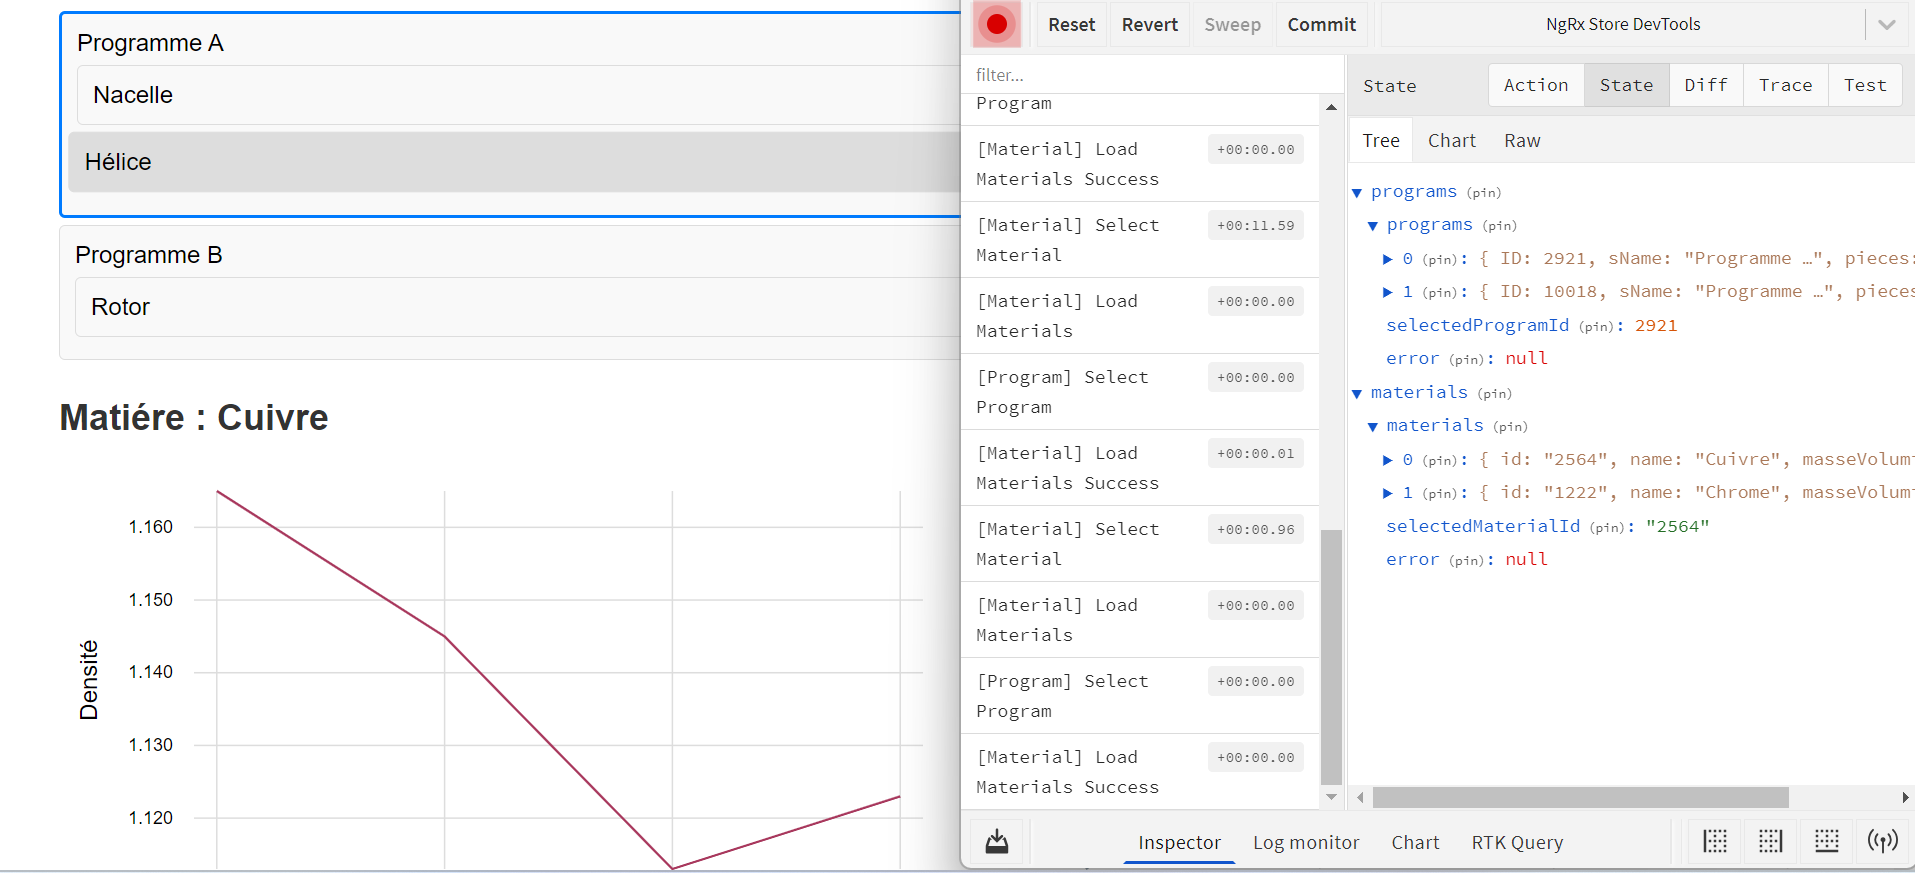 Programme A
Nacelle
Hélice
Programme B
Rotor
Matiére : Cuivre
1.160
1.150
1.140
1.130
1.120
Densité
Reset
Revert
Sweep
Commit
NgRx Store DevTools
filter...
Program
[Material] Load
Materials Success
+00:00.00
[Material] Select
Material
+00:11.59
[Material] Load
Materials
+00:00.00
[Program] Select
Program
+00:00.00
[Material] Load
Materials Success
+00:00.01
[Material] Select
Material
+00:00.96
[Material] Load
Materials
+00:00.00
[Program] Select
Program
+00:00.00
[Material] Load
Materials Success
+00:00.00
State
Action
State
Diff
Trace
Test
Tree
Chart
Raw
programs (pin)
programs (pin)
0 (pin): { ID: 2921, sName: "Programme …", pieces:
1 (pin): { ID: 10018, sName: "Programme …", pieces
selectedProgramId (pin): 2921
error (pin): null
materials (pin)
materials (pin)
0 (pin): { id: "2564", name: "Cuivre", masseVolum
1 (pin): { id: "1222", name: "Chrome", masseVolum
selectedMaterialId (pin): "2564"
error (pin): null
Inspector
Log monitor
Chart
RTK Query